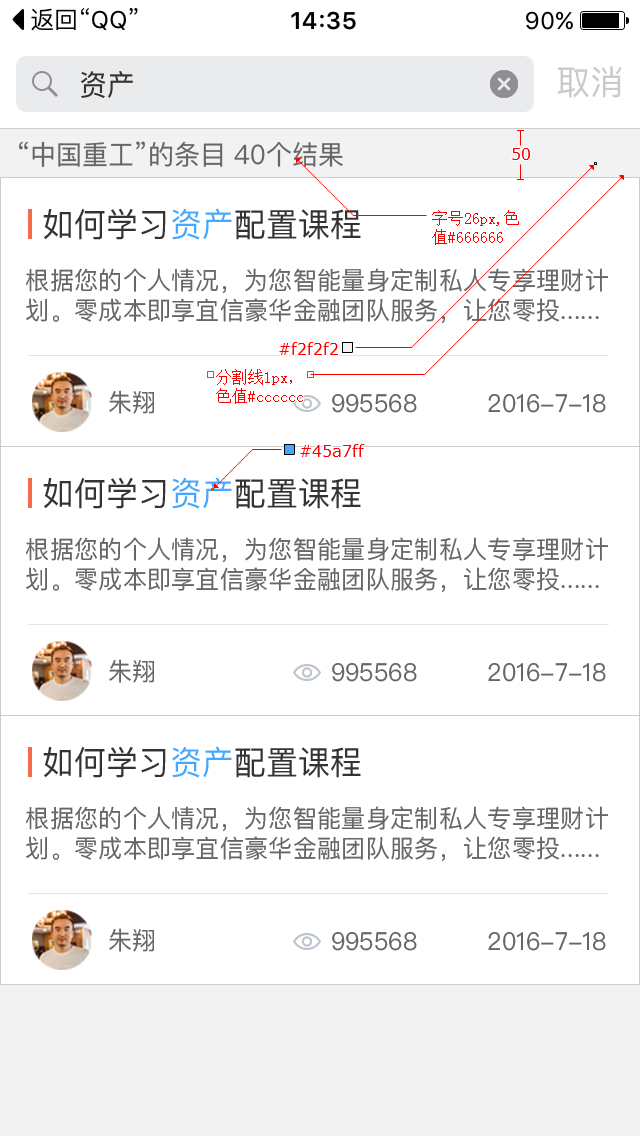 返回“QQ”
14:35
90%
资产
取消
“中国重工”的条目 40个结果
50
如何学习资产配置课程
字号26px,色
值#666666
根据您的个人情况，为您智能量身定制私人专享理财计
划。零成本即享宜信豪华金融团队服务，让您零投……
#f2f2f2
分割线1px，
色值#cccccc
朱翔
995568
2016-7-18
#45a7ff
如何学习资产配置课程
根据您的个人情况，为您智能量身定制私人专享理财计
划。零成本即享宜信豪华金融团队服务，让您零投……
朱翔
995568
2016-7-18
如何学习资产配置课程
根据您的个人情况，为您智能量身定制私人专享理财计
划。零成本即享宜信豪华金融团队服务，让您零投……
朱翔
995568
2016-7-18